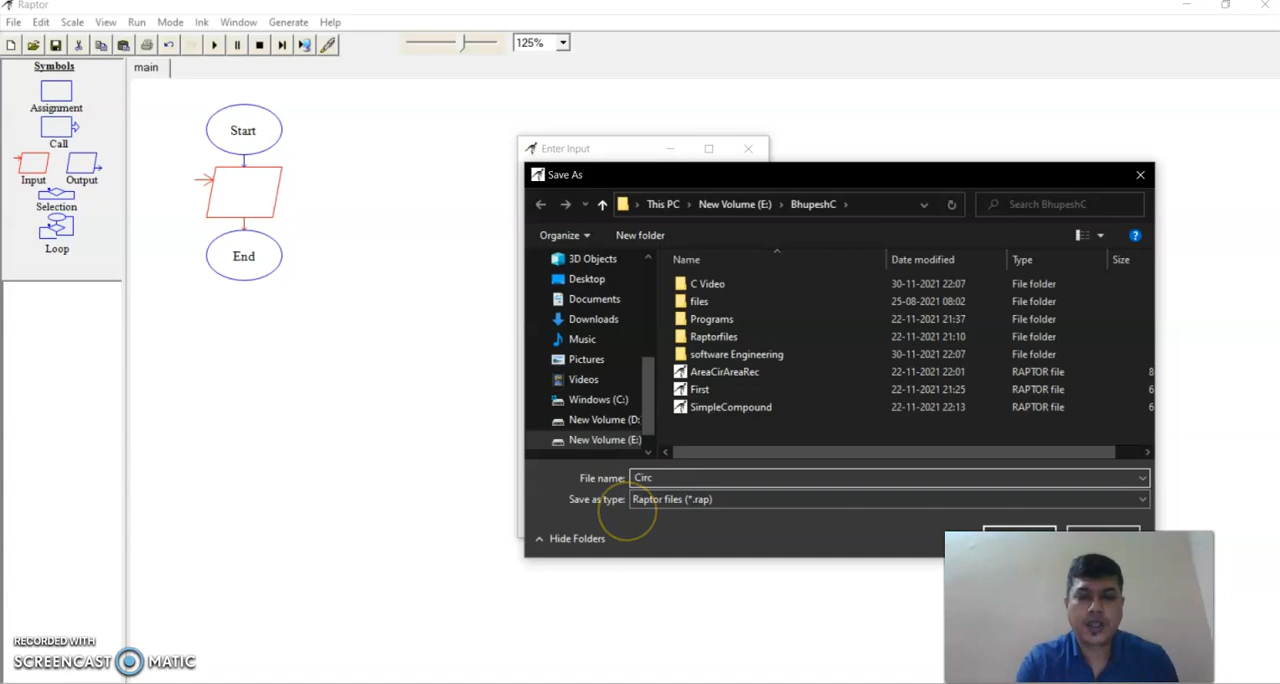 Raptor
File Edit Scale View Run Mode Ink Window Generate Help
125%
Symbols
main
Assignment
Call
Input Output
Selection
Loop
Start
End
Enter Input
Save As
This PC New Volume (E:) BhupeshC
Search BhupeshC
Organize New folder
Name Date modified Type Size
3D Objects
Desktop
Documents
Downloads
Music
Pictures
Videos
Windows (C:)
New Volume (D:
New Volume (E:)
C Video 30-11-2021 22:07 File folder
files 25-08-2021 08:02 File folder
Programs 22-11-2021 21:37 File folder
Raptorfiles 22-11-2021 21:10 File folder
software Engineering 30-11-2021 22:07 File folder
AreaCirAreaRec 22-11-2021 22:01 RAPTOR file 8
First 22-11-2021 21:25 RAPTOR file 6
SimpleCompound 22-11-2021 22:13 RAPTOR file 6
File name: Circ
Save as type: Raptor files (*.rap)
Hide Folders
RECORDED WITH
SCREENCAST MATIC